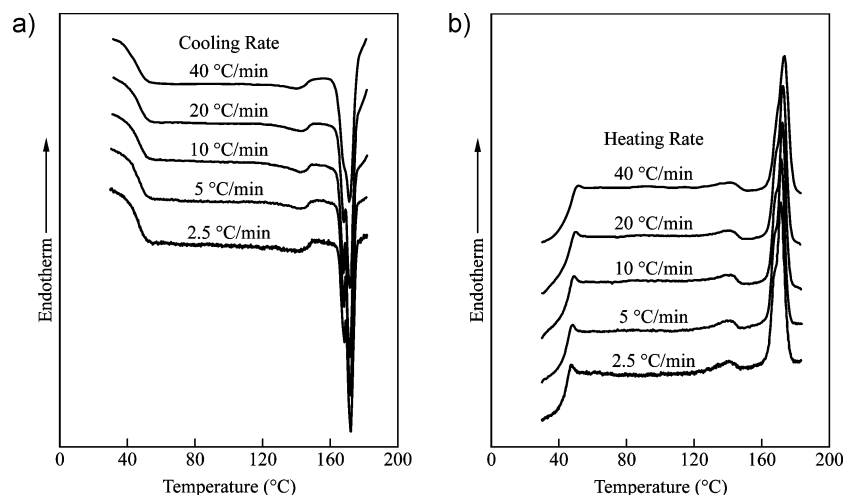 a)
Cooling Rate
40 °C/min
20 °C/min
10 °C/min
5 °C/min
2.5 °C/min
Endotherm
0
40
80
120
160
200
Temperature (°C)
b)
Heating Rate
40 °C/min
20 °C/min
10 °C/min
5 °C/min
2.5 °C/min
Endotherm
0
40
80
120
160
200
Temperature (°C)